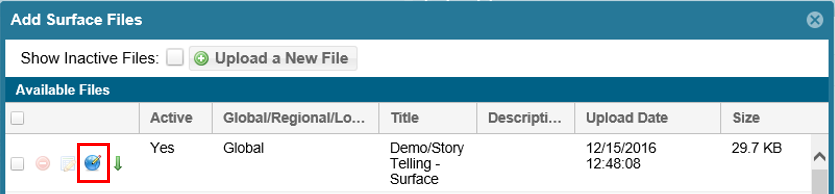 Add Surface Files
Show Inactive Files: Upload a New File
Available Files
Active Global/Regional/Lo... Title Descripti... Upload Date Size
Yes Global Demo/Story 12/15/2016 29.7 KB
Telling - 12:48:08
Surface